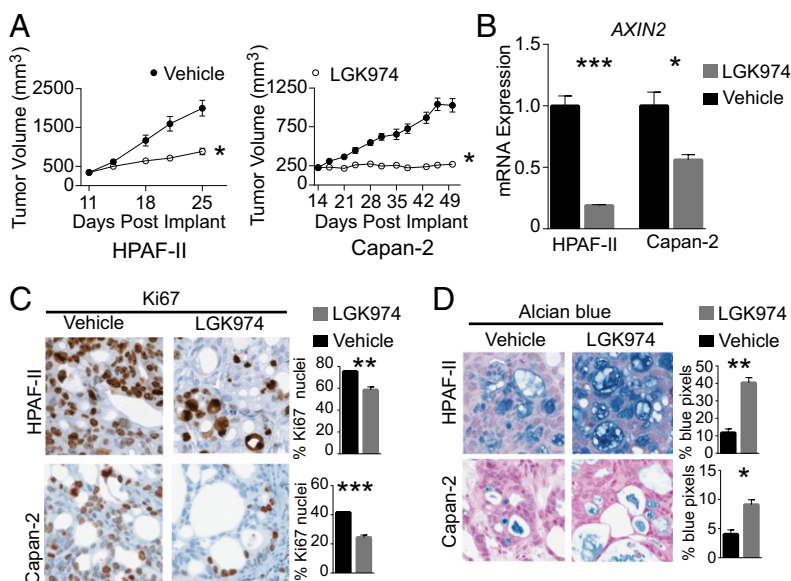 A
Vehicle
LGK974
Tumor Volume (mm3)
2500
1500
500
0
11 18 25
Days Post Implant
HPAF-II
*
Tumor Volume (mm3)
1250
750
250
0
14 21 28 35 42 49
Days Post Implant
Capan-2
*
B
AXIN2
mRNA Expression
1.5
1.0
0.5
0
*** *
LGK974
Vehicle
HPAF-II Capan-2
C
Ki67
Vehicle LGK974
LGK974
Vehicle
HPAF-II
% Ki67 nuclei
80
60
40
20
0
**
Capan-2
% Ki67 nuclei
60
40
20
0
***
D
Alcian blue
Vehicle LGK974
LGK974
Vehicle
HPAF-II
% blue pixels
50
40
30
20
10
0
**
Capan-2
% blue pixels
15
10
5
0
*